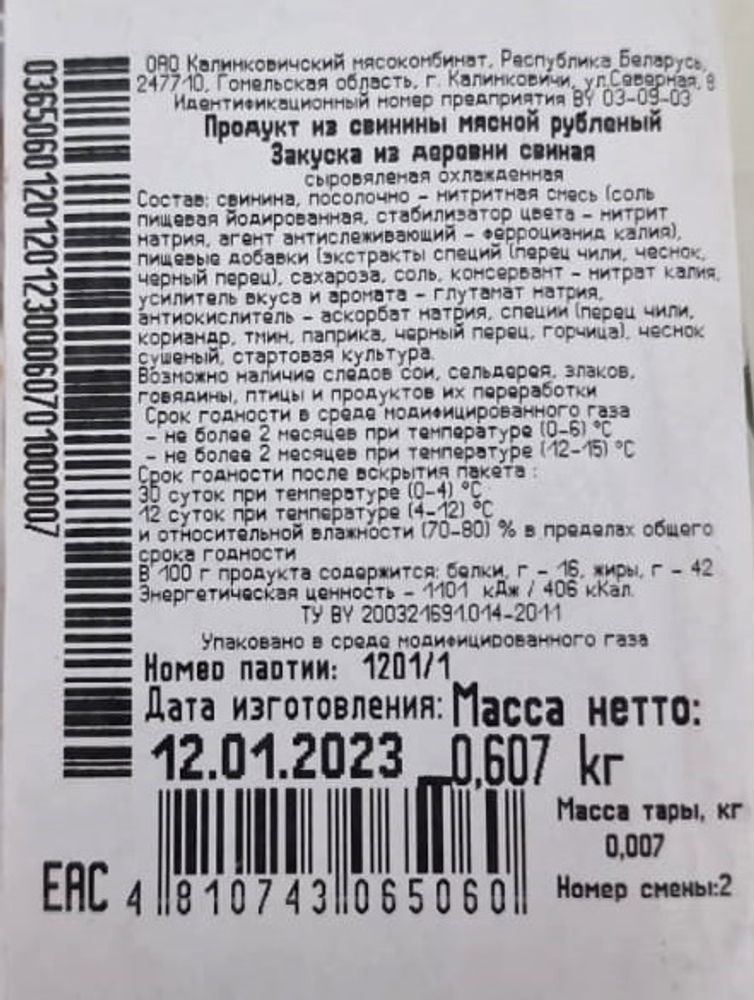 ОАО Калинковичский мясокомбинат, Республика Беларусь,
247710, Гомельская область, г. Калинковичи, ул.Северная, 8
Идентификационный номер предприятия BY 03-09-03
Продукт из свинины мясной рубленый
Закуска из деровни свиная
сыровяленая охлажденная
Состав: свинина, посолочно - нитритная смесь (соль
пищевая йодированная, стабилизатор цвета - нитрит
натрия, агент антислеживающий - ферроцианид калия),
пищевые добавки (экстракты специй (перец чили, чеснок,
черный перец), сахароза, соль, консервант - нитрат калия,
усилитель вкуса и аромата - глутамат натрия,
антиокислитель - аскорбат натрия, специи (перец чили,
кориандр, тмин, паприка, черный перец, горчица), чеснок
сушеный, стартовая культура.
Возможно наличие следов сои, сельдерея, злаков,
говядины, птицы и продуктов их переработки
Срок годности в среде модифицированного газа
- не более 2 месяцев при температуре (0-6) °С
- не более 2 месяцев при температуре (12-15) °С
Срок годности после вскрытия пакета :
30 суток при температуре (0-4) °С
12 суток при температуре (4-12) °С
и относительной влажности (70-80) % в пределах общего
срока годности
В 100 г продукта содержится: белки, г - 16, жиры, г - 42
Энергетическая ценность - 1101 кДж / 406 кКал.
ТУ BY 200321691.014-2011
Упаковано в среде модифицированного газа
Номер партии: 1201/1
Дата изготовления: Масса нетто:
12.01.2023 0,607 kг
Масса тары, кг
0,007
Номер смены:2
EAC 4 810743 065060
0365060120120123000607010000007